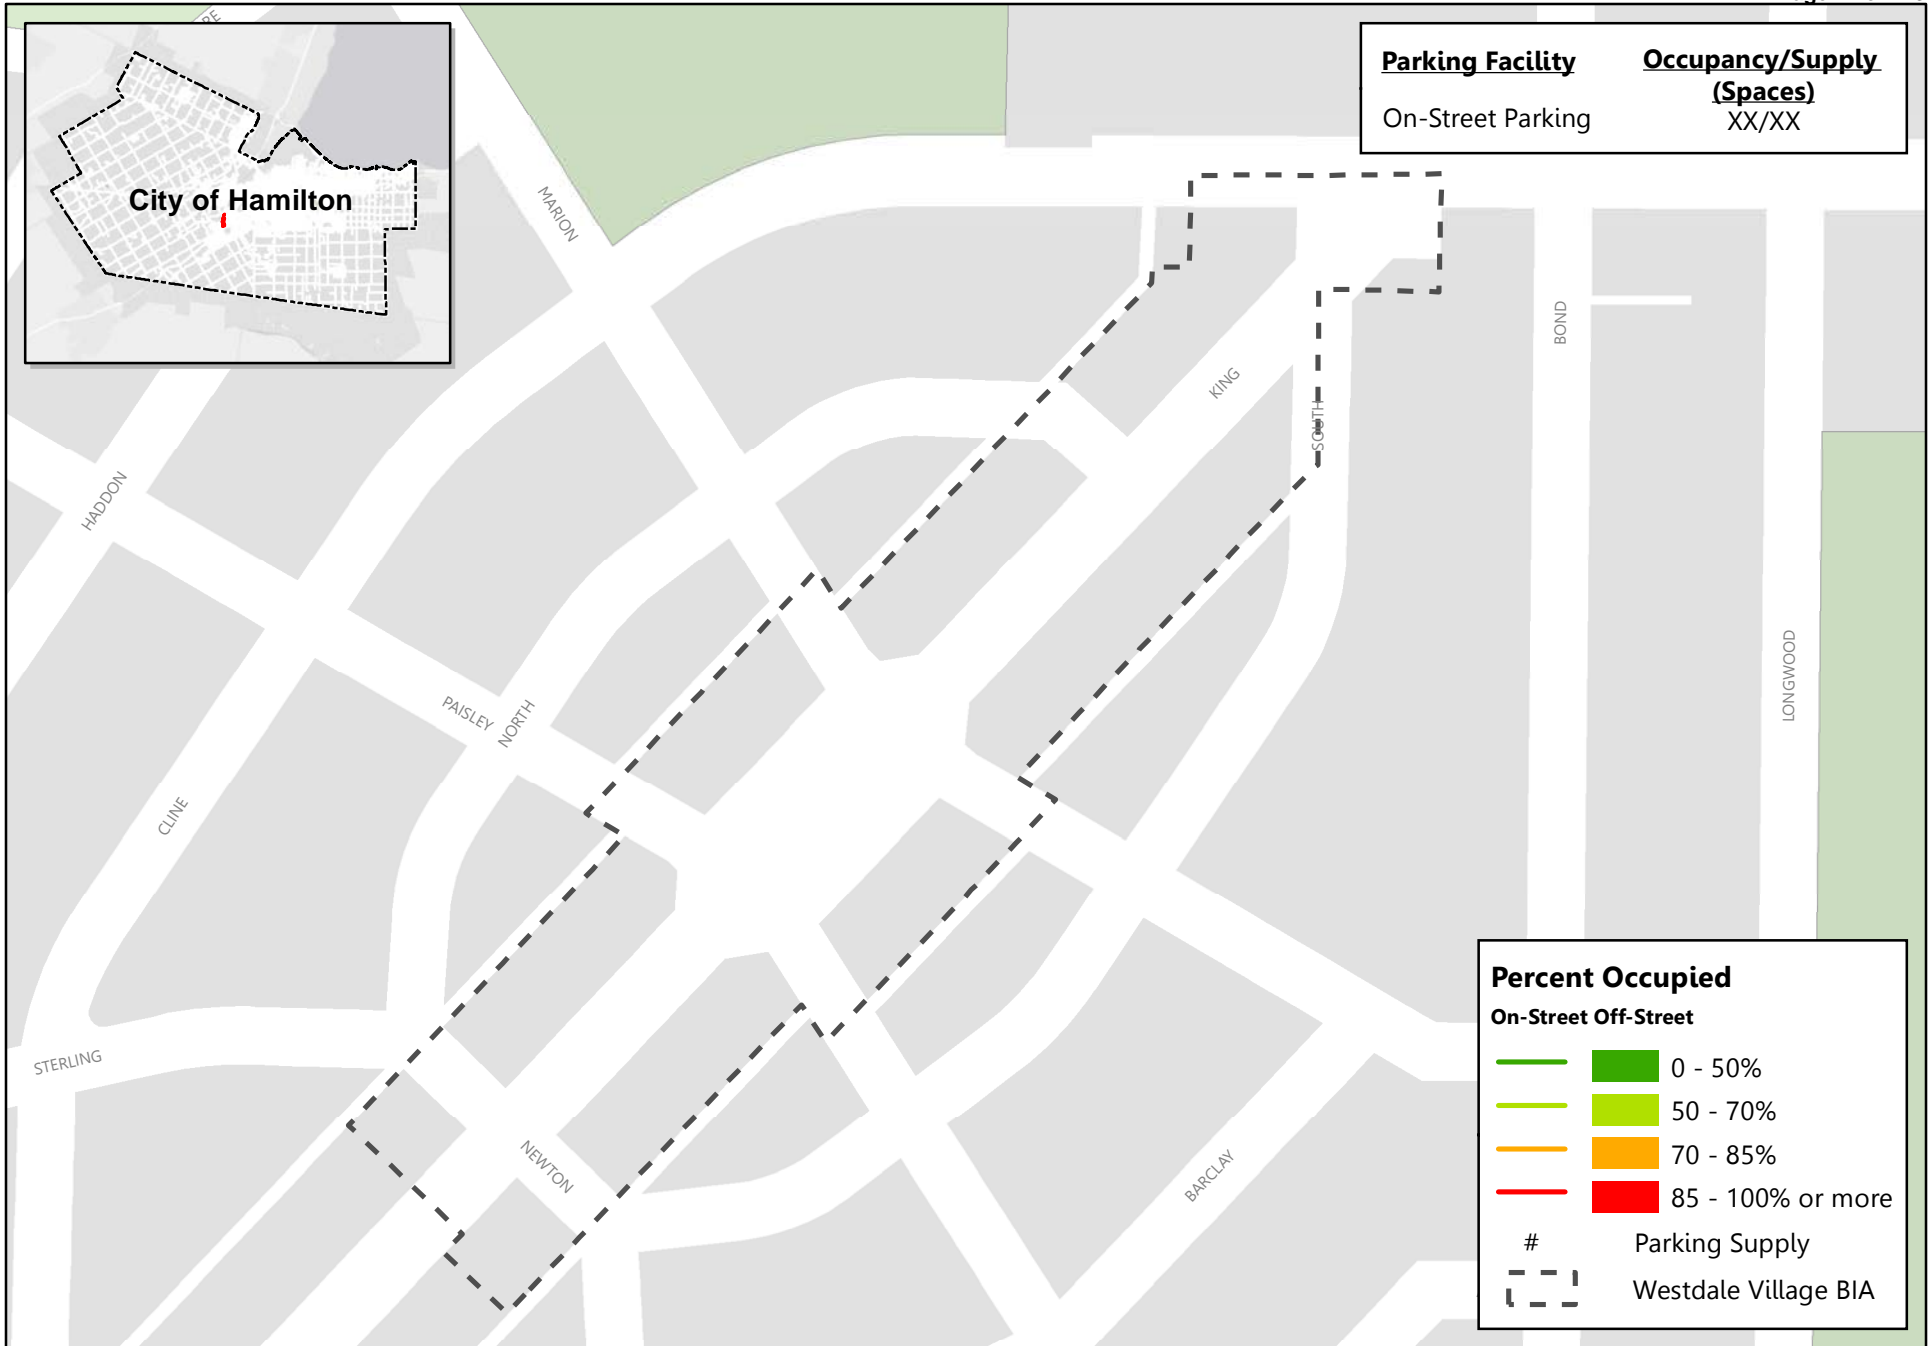 City of Hamilton
Parking Facility
Occupancy/Supply
(Spaces)
On-Street Parking
XX/XX
MARION
KING
SOUTH
BOND
HADDON
LONGWOOD
PAISLEY
NORTH
CLINE
STERLING
NEWTON
BARCLAY
Percent Occupied
On-Street Off-Street
0 - 50%
50 - 70%
70 - 85%
85 - 100% or more
# Parking Supply
Westdale Village BIA